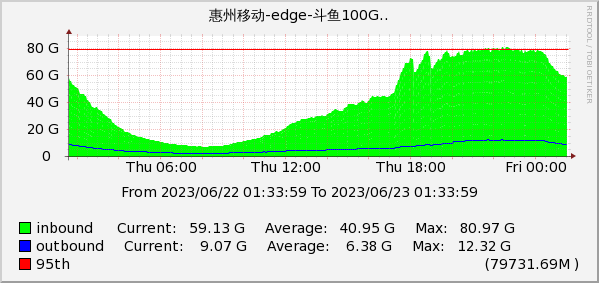 惠州移动-edge-斗鱼100G..
RRDTOOL / TOBI OETIKER
80 G
60 G
40 G
20 G
0
Thu 06:00 Thu 12:00 Thu 18:00 Fri 00:00
From 2023/06/22 01:33:59 To 2023/06/23 01:33:59
inbound Current: 59.13 G Average: 40.95 G Max: 80.97 G
outbound Current: 9.07 G Average: 6.38 G Max: 12.32 G
95th (79731.69M )